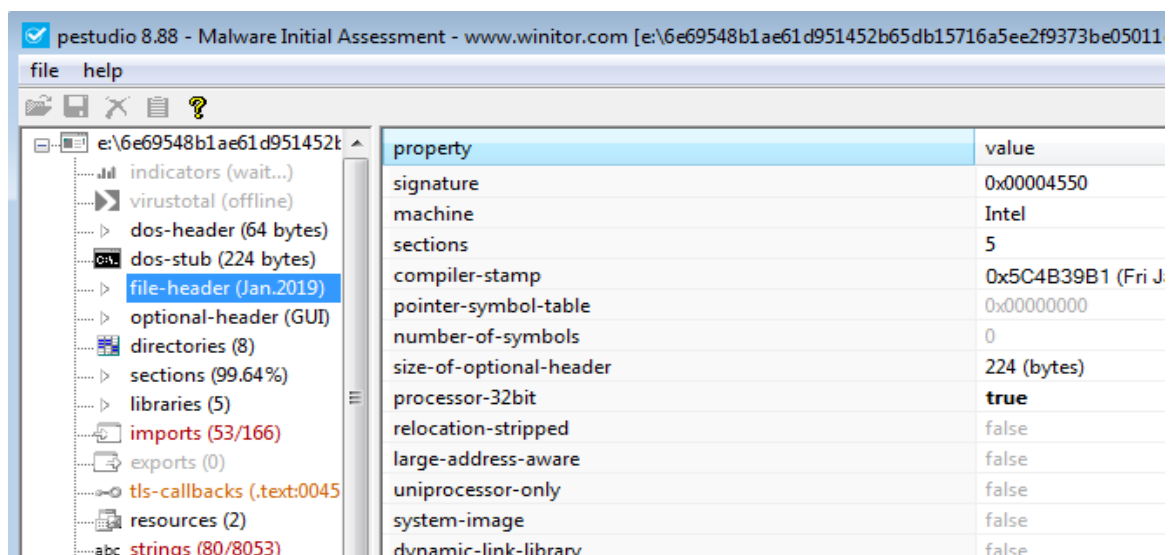 pestudio 8.88 - Malware Initial Assessment - www.winitor.com [e:\6e69548b1ae61d951452b65db15716a5ee2f9373be05011
file help
e:\6e69548b1ae61d951452b
indicators (wait...)
virustotal (offline)
dos-header (64 bytes)
dos-stub (224 bytes)
file-header (Jan.2019)
optional-header (GUI)
directories (8)
sections (99.64%)
libraries (5)
imports (53/166)
exports (0)
tls-callbacks (.text:0045
resources (2)
abc strings (80/8053)
property value
signature 0x00004550
machine Intel
sections 5
compiler-stamp 0x5C4B39B1 (Fri Ja
pointer-symbol-table 0x00000000
number-of-symbols 0
size-of-optional-header 224 (bytes)
processor-32bit true
relocation-stripped false
large-address-aware false
uniprocessor-only false
system-image false
dynamic-link-library false